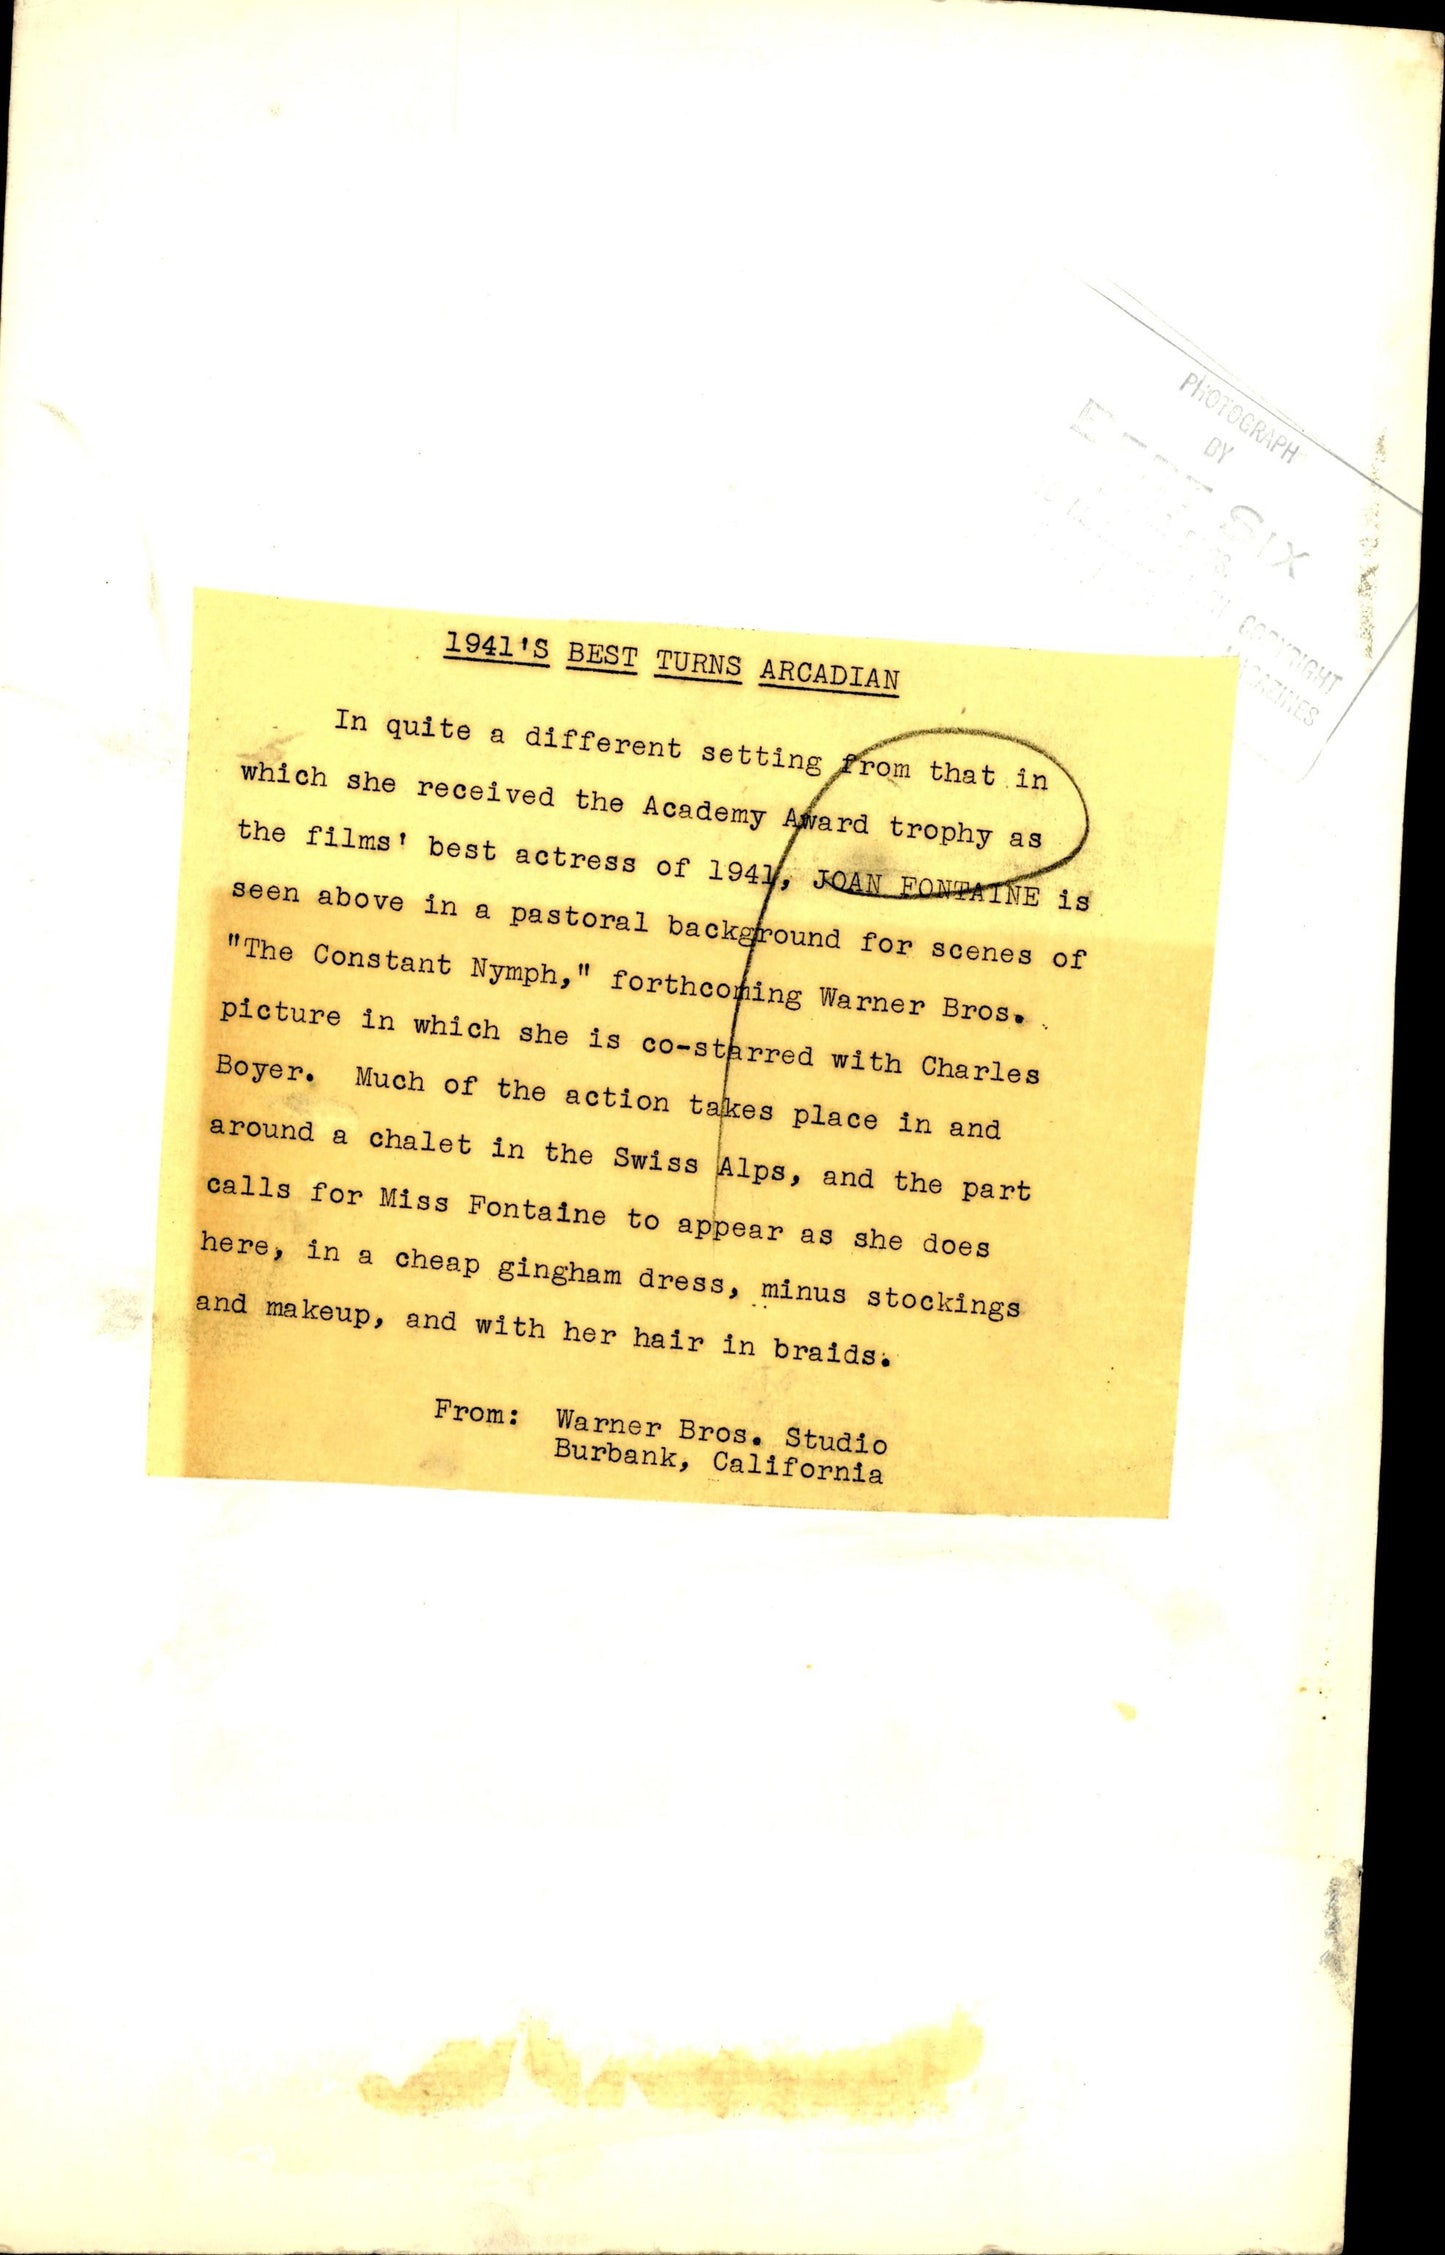 PHOTOGRAPH
BY
SIX
COPYRIGHT
MAGAZINES
1941'S BEST TURNS ARCADIAN
In quite a different setting from that in
which she received the Academy Award trophy as
the films' best actress of 1941, JOAN FONTAINE is
seen above in a pastoral background for scenes of
"The Constant Nymph," forthcoming Warner Bros.
picture in which she is co-starred with Charles
Boyer. Much of the action takes place in and
around a chalet in the Swiss Alps, and the part
calls for Miss Fontaine to appear as she does
here, in a cheap gingham dress, minus stockings
and makeup, and with her hair in braids.
From: Warner Bros. Studio
Burbank, California